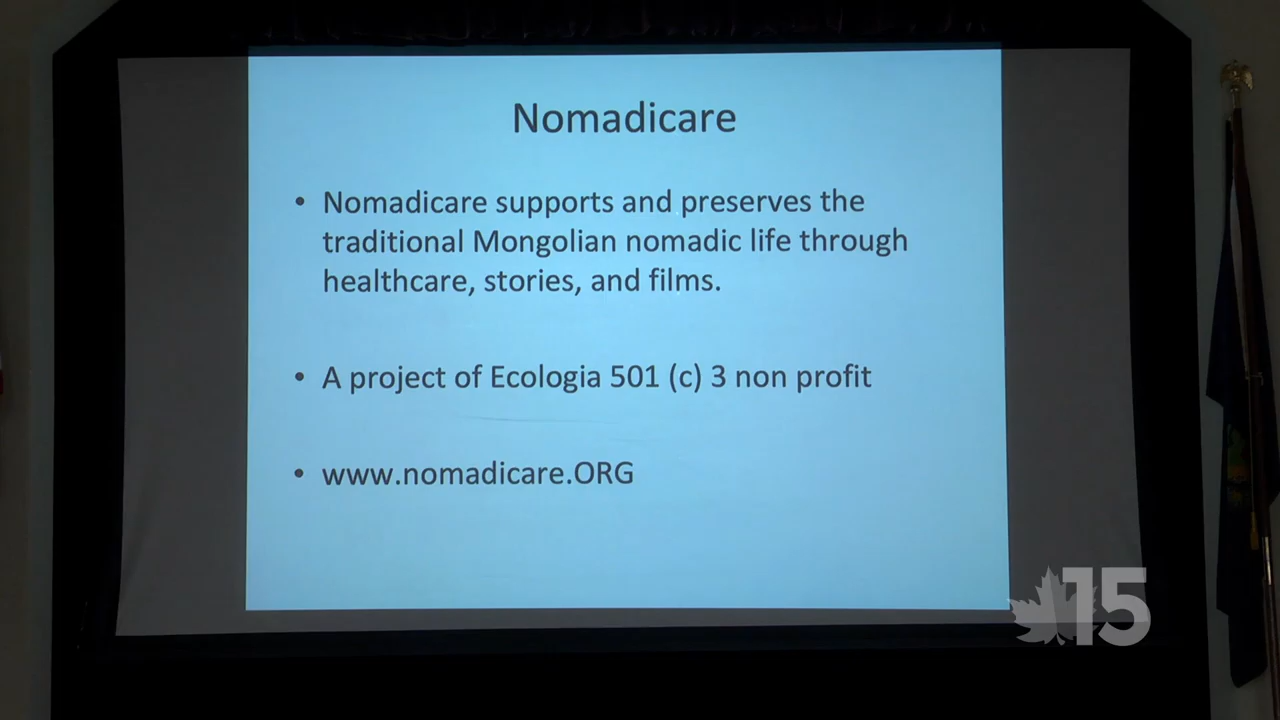 Nomadicare
• Nomadicare supports and preserves the
traditional Mongolian nomadic life through
healthcare, stories, and films.
• A project of Ecologia 501 (c) 3 non profit
• www.nomadicare.ORG
15